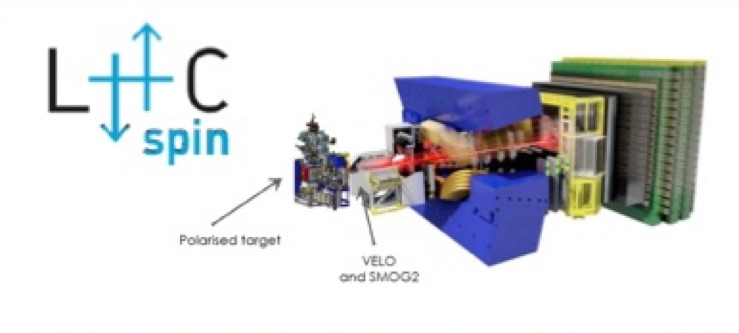 LHC
spin
Polarised target
VELO
and SMOG2